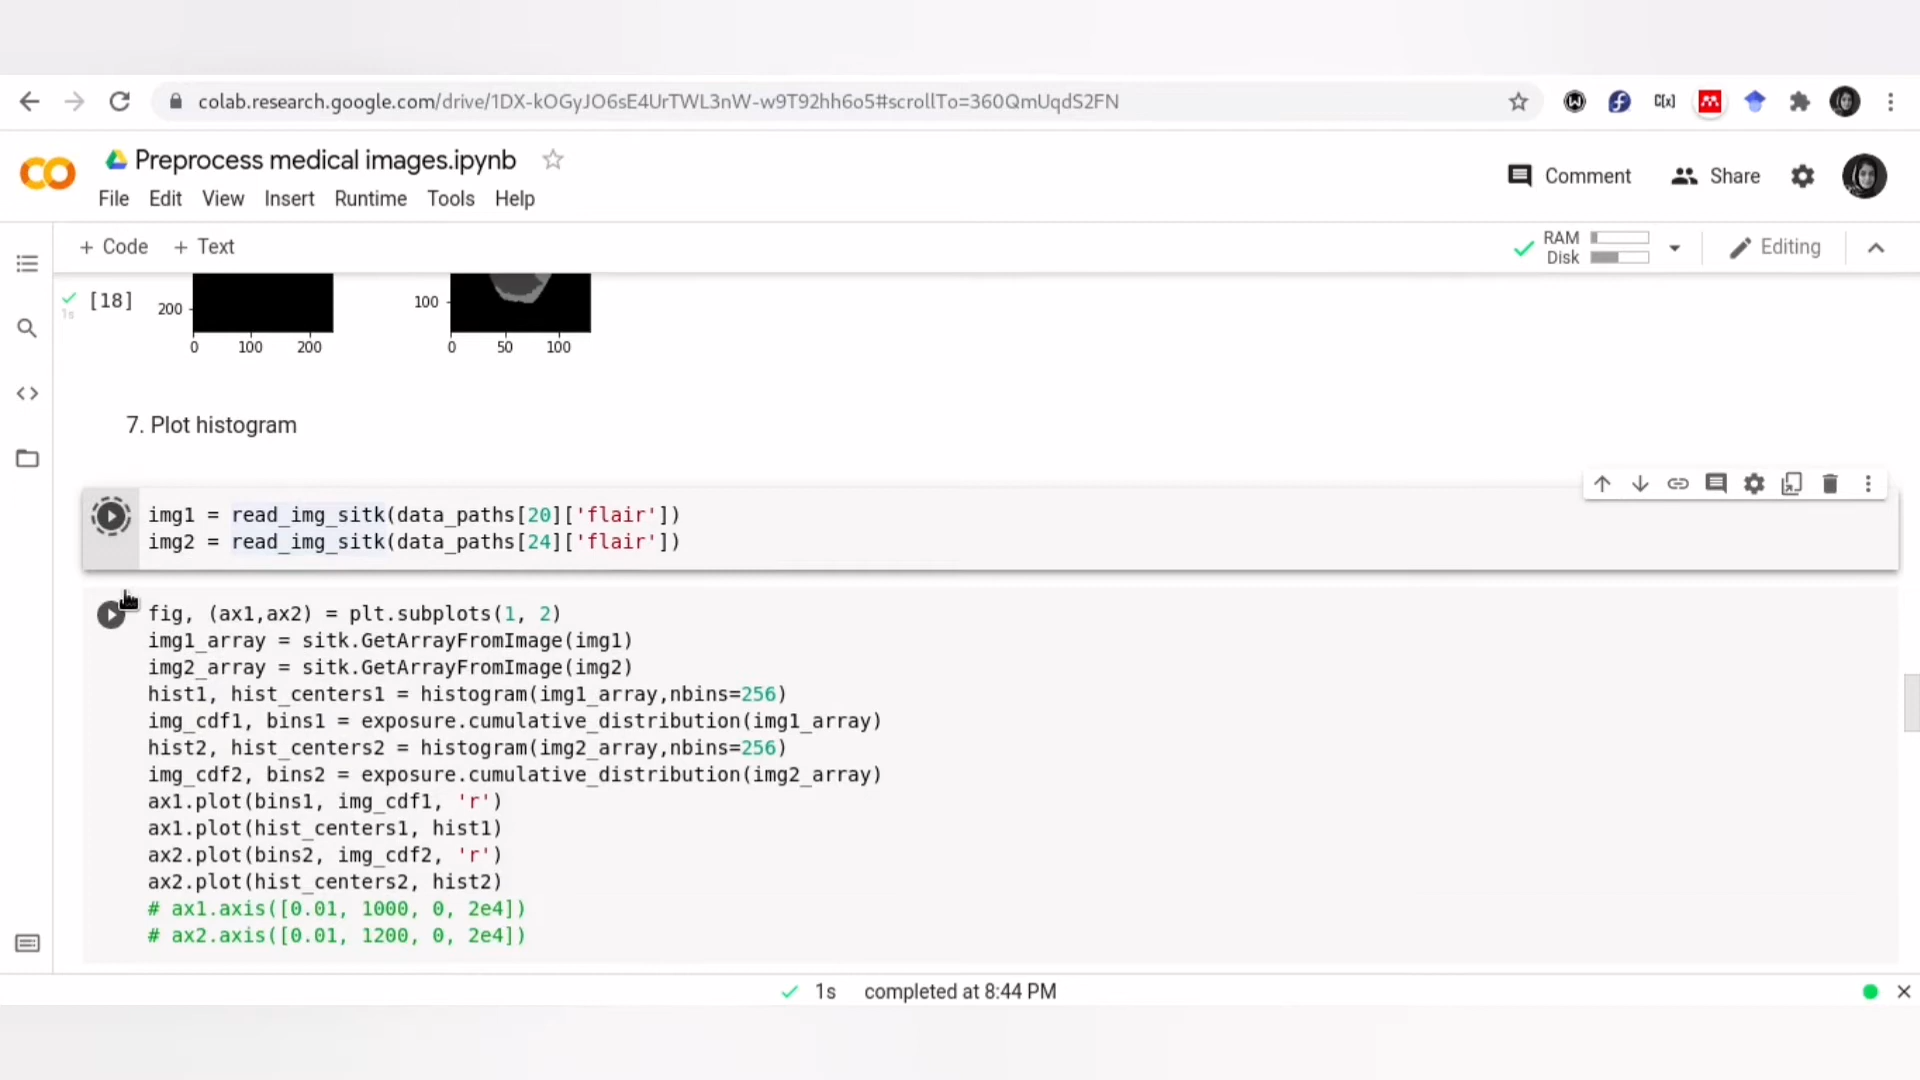 colab.research.google.com/drive/1DX-kOGyJO6sE4UrTWL3nW-w9T92hh6o5#scrollTo=360QmUqdS2FN
C[x]
Preprocess medical images.ipynb
File Edit View Insert Runtime Tools Help
Comment Share
+ Code + Text
RAM
Disk
Editing
[18]
1s
200
0 100 200
100
0 50 100
7. Plot histogram
img1 = read_img_sitk(data_paths[20]['flair'])
img2 = read_img_sitk(data_paths[24]['flair'])
fig, (ax1,ax2) = plt.subplots(1, 2)
img1_array = sitk.GetArrayFromImage(img1)
img2_array = sitk.GetArrayFromImage(img2)
hist1, hist_centers1 = histogram(img1_array,nbins=256)
img_cdf1, bins1 = exposure.cumulative_distribution(img1_array)
hist2, hist_centers2 = histogram(img2_array,nbins=256)
img_cdf2, bins2 = exposure.cumulative_distribution(img2_array)
ax1.plot(bins1, img_cdf1, 'r')
ax1.plot(hist_centers1, hist1)
ax2.plot(bins2, img_cdf2, 'r')
ax2.plot(hist_centers2, hist2)
# ax1.axis([0.01, 1000, 0, 2e4])
# ax2.axis([0.01, 1200, 0, 2e4])
1s completed at 8:44 PM